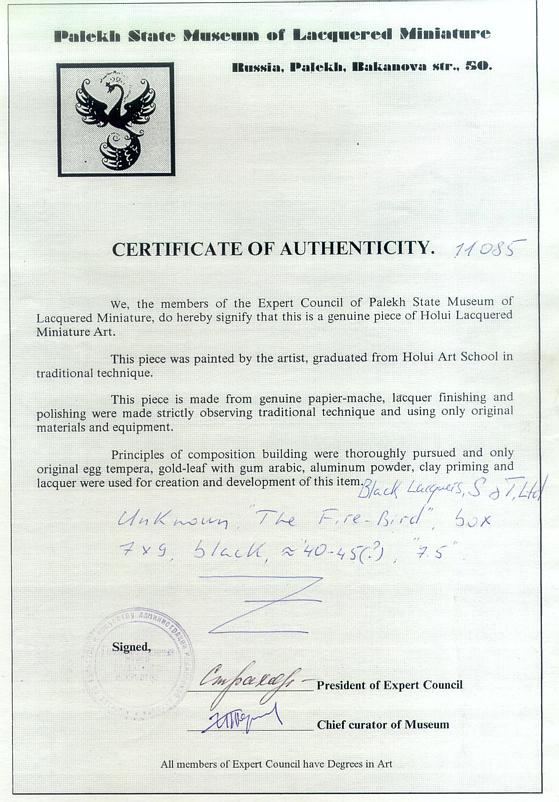 Palekh State Museum of Lacquered Miniature
Russia, Palekh, Bakanova str., 50.
CERTIFICATE OF AUTHENTICITY. 11085
We, the members of the Expert Council of Palekh State Museum of
Lacquered Miniature, do hereby signify that this is a genuine piece of Holui Lacquered
Miniature Art.
This piece was painted by the artist, graduated from Holui Art School in
traditional technique.
This piece is made from genuine papier-mache, lacquer finishing and
polishing were made strictly observing traditional technique and using only original
materials and equipment.
Principles of composition building were thoroughly pursued and only
original egg tempera, gold-leaf with gum arabic, aluminum powder, clay priming and
lacquer were used for creation and development of this item.
Black Lacquers, S & T, Ltd
Unknown, "The Fire-Bird", box
7x9, black, ≈ 40-45(?), "7.5"
Signed,
President of Expert Council
Chief curator of Museum
All members of Expert Council have Degrees in Art